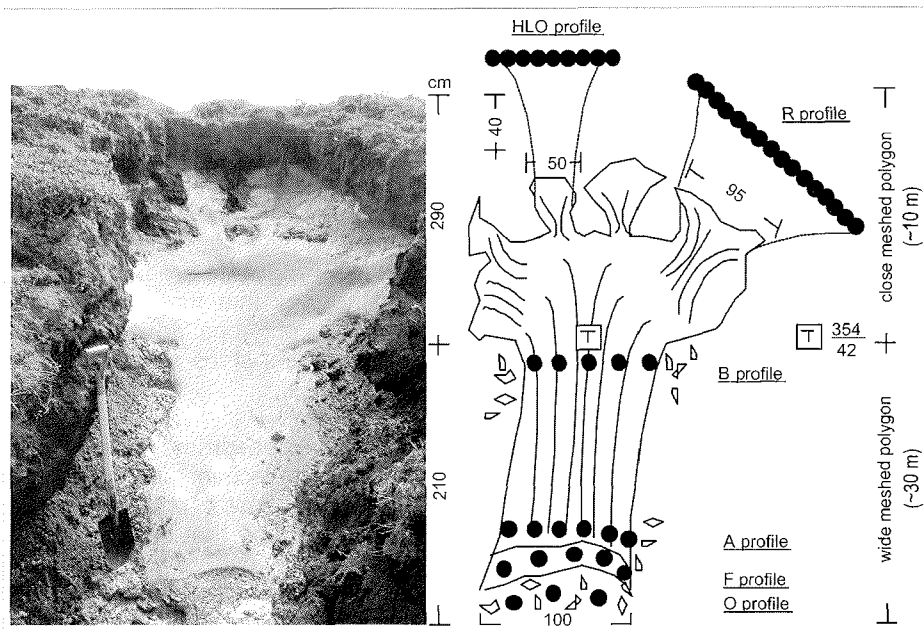 HLO profile
cm
40
R profile
50
95
290
close meshed polygon
(~10 m)
T
T 354
42
B profile
210
wide meshed polygon
(~30 m)
A profile
F profile
O profile
100